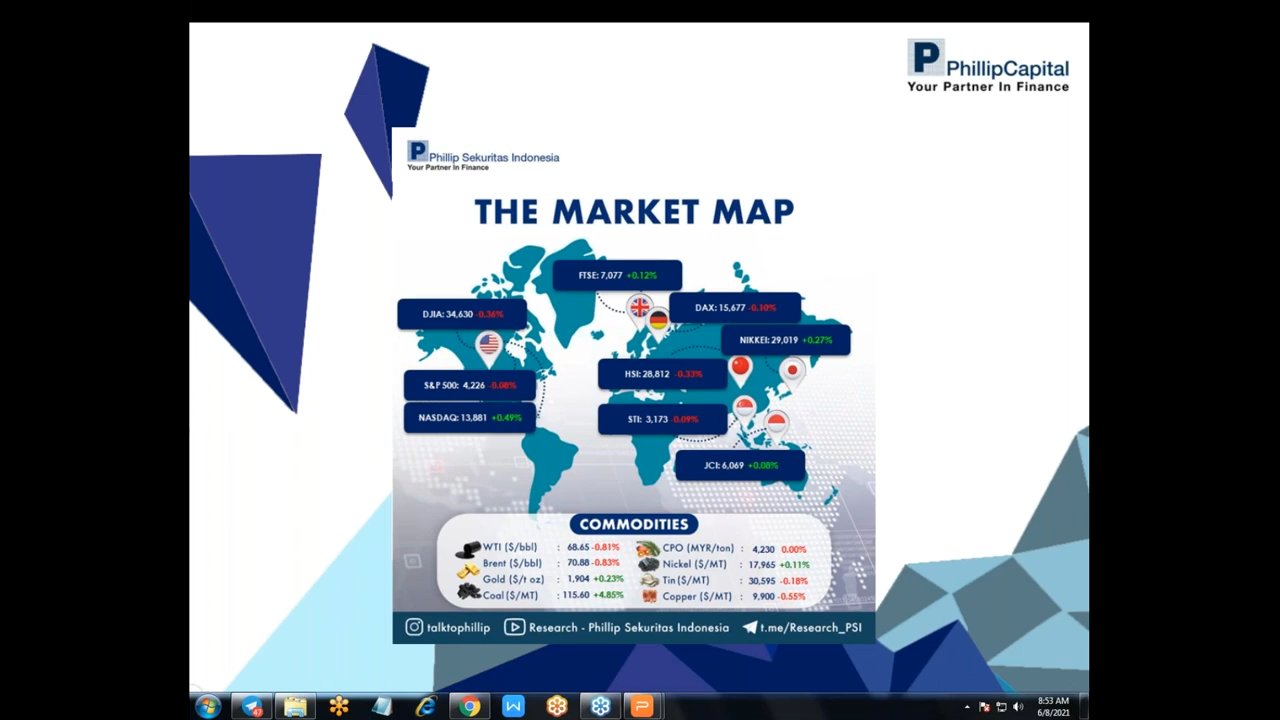 PhillipCapital
Your Partner In Finance
Phillip Sekuritas Indonesia
Your Partner In Finance
THE MARKET MAP
FTSE: 7,077 +0.12%
DJIA: 34,630 -0.36%
DAX: 15,677 -0.10%
NIKKEI: 29,019 +0.27%
HSI: 28,812 -0.33%
S&P 500: 4,226 -0.08%
NASDAQ: 13,881 +0.49%
STI: 3,173 -0.09%
JCI: 6,069 +0.08%
COMMODITIES
WTI ($/bbl) : 68.65 -0.81%
Brent ($/bbl) : 70.88 -0.83%
Gold ($/t oz) : 1,904 +0.23%
Coal ($/MT) : 115.60 +4.85%
CPO (MYR/ton) : 4,230 0.00%
Nickel ($/MT) : 17,965 +0.11%
Tin ($/MT) : 30,595 -0.18%
Copper ($/MT) : 9,900 -0.55%
talktophillip Research - Phillip Sekuritas Indonesia t.me/Research_PSI
47
8:53 AM
6/8/2021